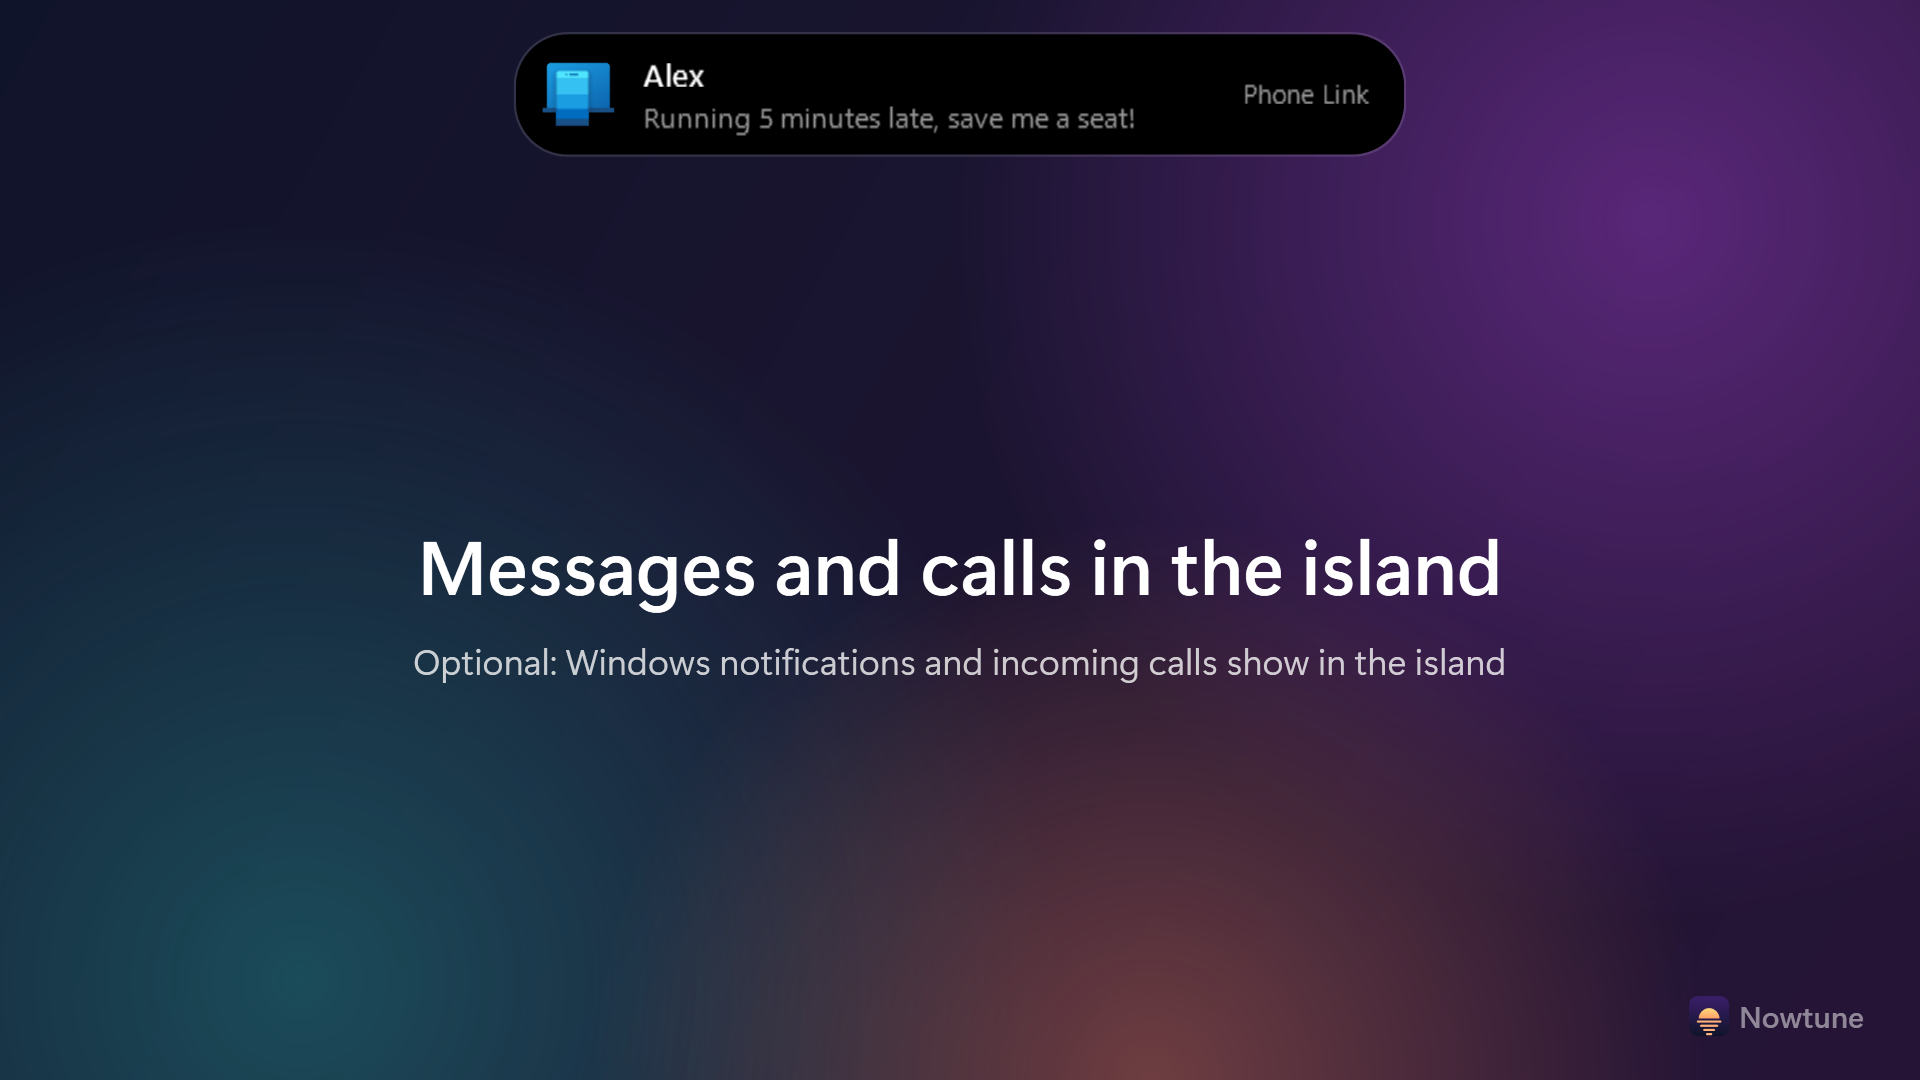 Alex
Running 5 minutes late, save me a seat!
Phone Link
Messages and calls in the island
Optional: Windows notifications and incoming calls show in the island
Nowtune